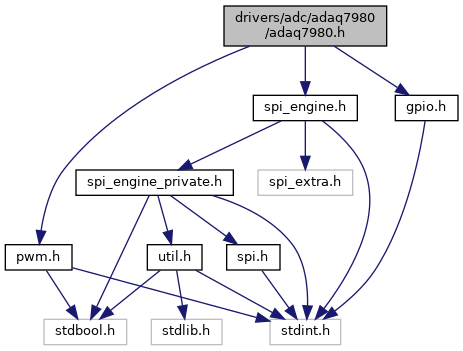 drivers/adc/adaq7980
/adaq7980.h
spi_engine.h
gpio.h
spi_engine_private.h
spi_extra.h
pwm.h
util.h
spi.h
stdbool.h
stdlib.h
stdint.h